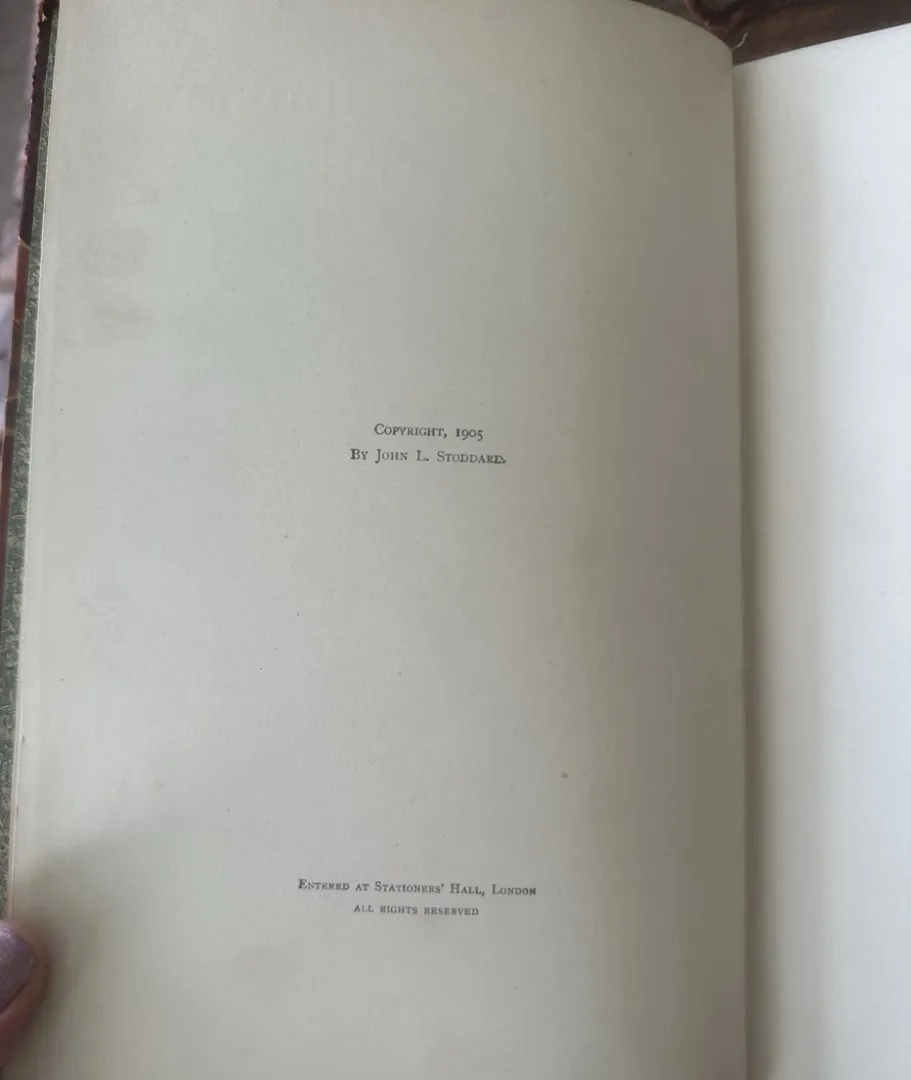 Copyright, 1905
By John L. Stoddard.
Entered at Stationers' Hall, London
ALL RIGHTS RESERVED